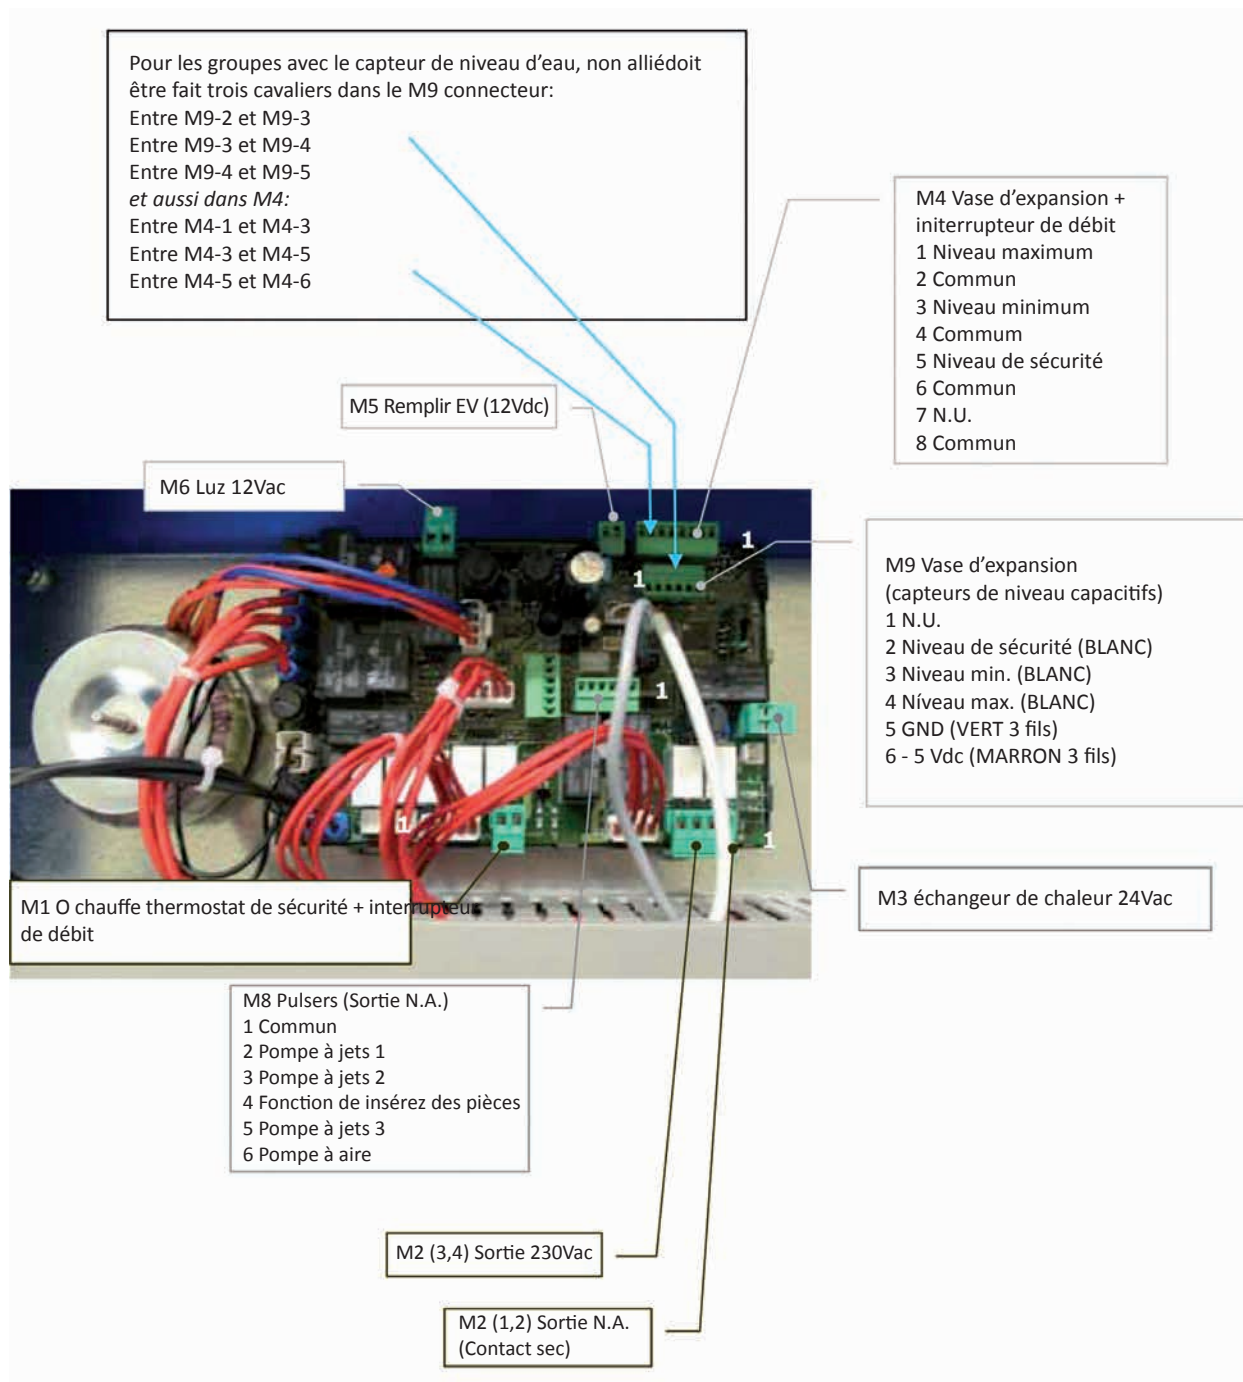 Pour les groupes avec le capteur de niveau d'eau, non alliédoit
être fait trois cavaliers dans le M9 connecteur:
Entre M9-2 et M9-3
Entre M9-3 et M9-4
Entre M9-4 et M9-5
et aussi dans M4:
Entre M4-1 et M4-3
Entre M4-3 et M4-5
Entre M4-5 et M4-6
M4 Vase d'expansion +
initerrupteur de débit
1 Niveau maximum
2 Commun
3 Niveau minimum
4 Commum
5 Niveau de sécurité
6 Commun
7 N.U.
8 Commun
M5 Remplir EV (12Vdc)
M6 Luz 12Vac
1
1
M9 Vase d'expansion
(capteurs de niveau capacitifs)
1 N.U.
2 Niveau de sécurité (BLANC)
3 Niveau min. (BLANC)
4 Níveau max. (BLANC)
5 GND (VERT 3 fils)
6 - 5 Vdc (MARRON 3 fils)
1
1
1
M3 échangeur de chaleur 24Vac
M1 O chauffe thermostat de sécurité + interrupteur
de débit
M8 Pulsers (Sortie N.A.)
1 Commun
2 Pompe à jets 1
3 Pompe à jets 2
4 Fonction de insérez des pièces
5 Pompe à jets 3
6 Pompe à aire
M2 (3,4) Sortie 230Vac
M2 (1,2) Sortie N.A.
(Contact sec)